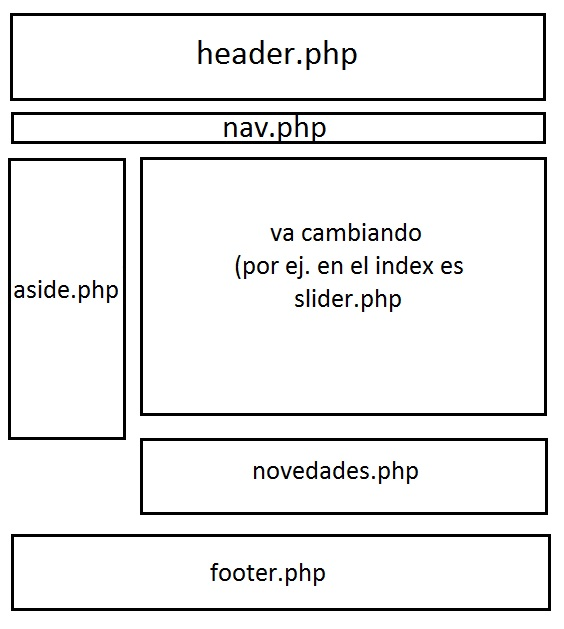 header.php
nav.php
aside.php
va cambiando
(por ej. en el index es
slider.php
novedades.php
footer.php